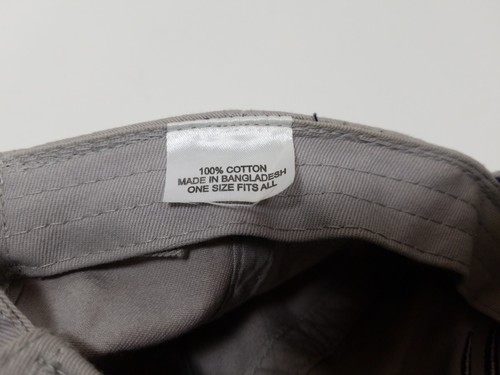 100% COTTON
MADE IN BANGLADESH
ONE SIZE FITS ALL